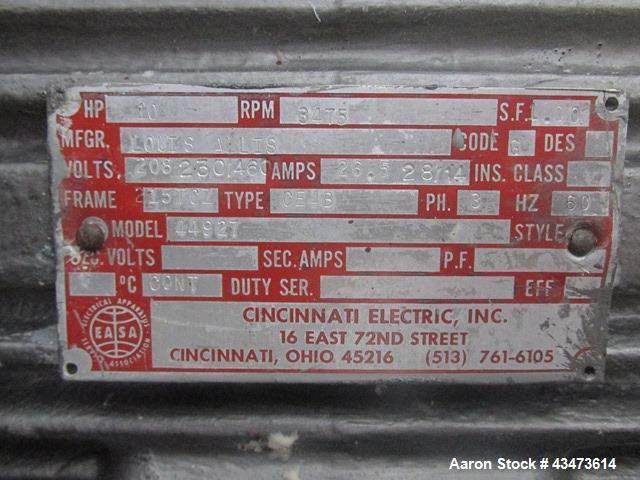 HP 10 RPM 3475 S.F. 1.00
MFGR. LOUIS ALLIS CODE G DES
VOLTS. 208 230/460 AMPS 26.5 28/14 INS. CLASS
FRAME TYPE PH. 3 HZ 60
MODEL 44927 STYLE
SEC. VOLTS SEC. AMPS P.F.
°C CONT DUTY SER. EFF
ELECTRICAL APPARATUS
EASA
SERVICE ASSOCIATION
CINCINNATI ELECTRIC, INC.
16 EAST 72ND STREET
CINCINNATI, OHIO 45216 (513) 761-6105
Aaron Stock # 43473614